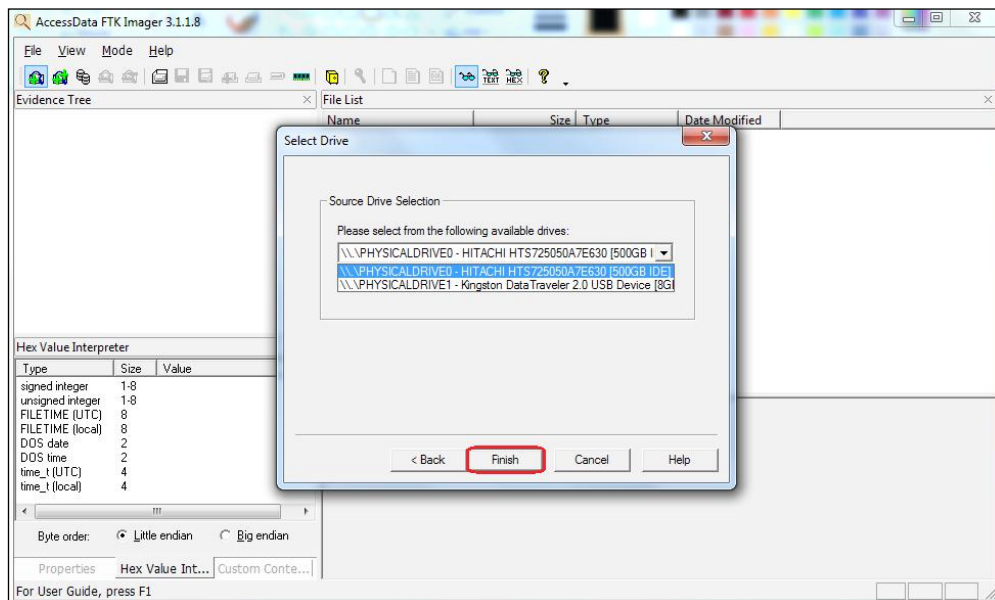 AccessData FTK Imager 3.1.1.8
File View Mode Help
TEXT HEX
Evidence Tree
File List
Name Size Type Date Modified
Select Drive
Source Drive Selection
Please select from the following available drives:
\\.\PHYSICALDRIVE0 - HITACHI HTS725050A7E630 [500GB I
\\.\PHYSICALDRIVE0 - HITACHI HTS725050A7E630 [500GB IDE]
\\.\PHYSICALDRIVE1 - Kingston DataTraveler 2.0 USB Device [8G
Hex Value Interpreter
Type Size Value
signed integer 1-8
unsigned integer 1-8
FILETIME (UTC) 8
FILETIME (local) 8
DOS date 2
DOS time 2
time_t (UTC) 4
time_t (local) 4
< Back Finish Cancel Help
Byte order: Little endian Big endian
Properties Hex Value Int... Custom Conte...
For User Guide, press F1